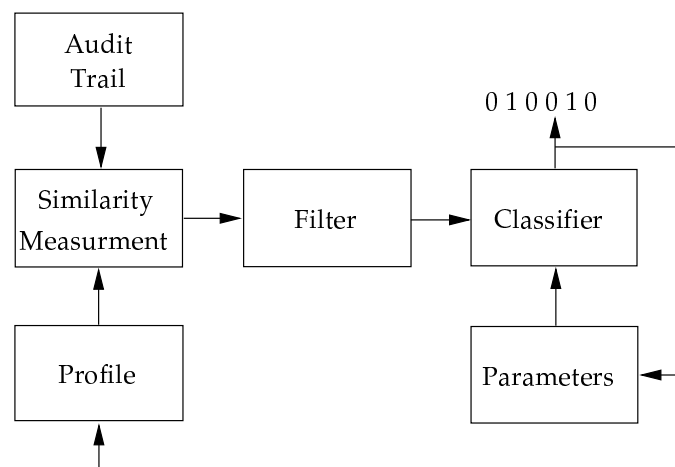 Audit
Trail
0 1 0 0 1 0
Similarity
Measurment
Filter
Classifier
Profile
Parameters